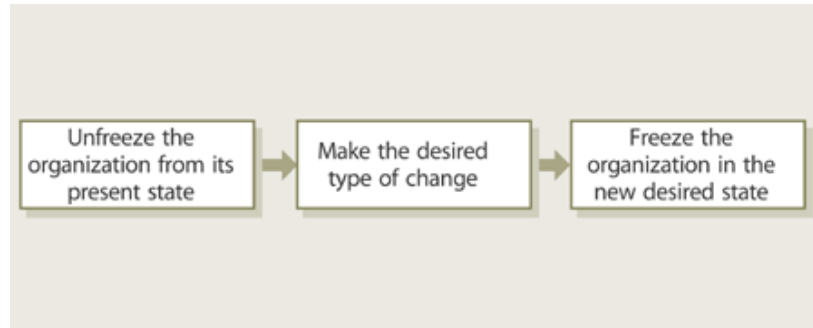 Unfreeze the
organization from its
present state
Make the desired
type of change
Freeze the
organization in the
new desired state